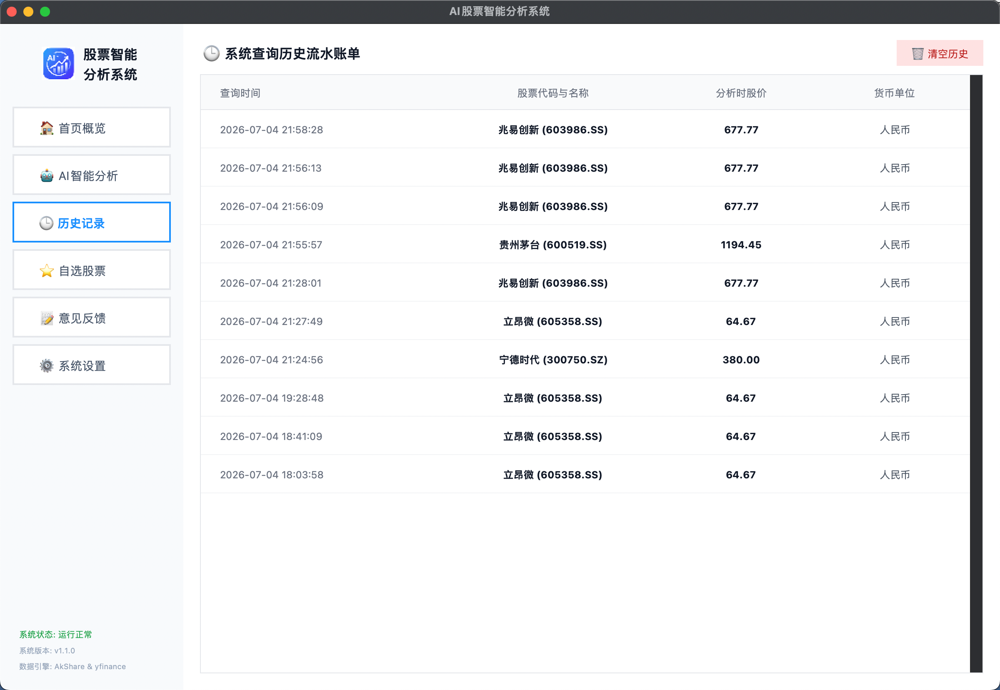 AI股票智能分析系统
AI
股票智能
分析系统
首页概览
AI智能分析
历史记录
自选股票
意见反馈
系统设置
系统状态: 运行正常
系统版本: v1.1.0
数据引擎: AkShare & yfinance
系统查询历史流水账单
清空历史
查询时间 股票代码与名称 分析时股价 货币单位
2026-07-04 21:58:28 兆易创新 (603986.SS) 677.77 人民币
2026-07-04 21:56:13 兆易创新 (603986.SS) 677.77 人民币
2026-07-04 21:56:09 兆易创新 (603986.SS) 677.77 人民币
2026-07-04 21:55:57 贵州茅台 (600519.SS) 1194.45 人民币
2026-07-04 21:28:01 兆易创新 (603986.SS) 677.77 人民币
2026-07-04 21:27:49 立昂微 (605358.SS) 64.67 人民币
2026-07-04 21:24:56 宁德时代 (300750.SZ) 380.00 人民币
2026-07-04 19:28:48 立昂微 (605358.SS) 64.67 人民币
2026-07-04 18:41:09 立昂微 (605358.SS) 64.67 人民币
2026-07-04 18:03:58 立昂微 (605358.SS) 64.67 人民币